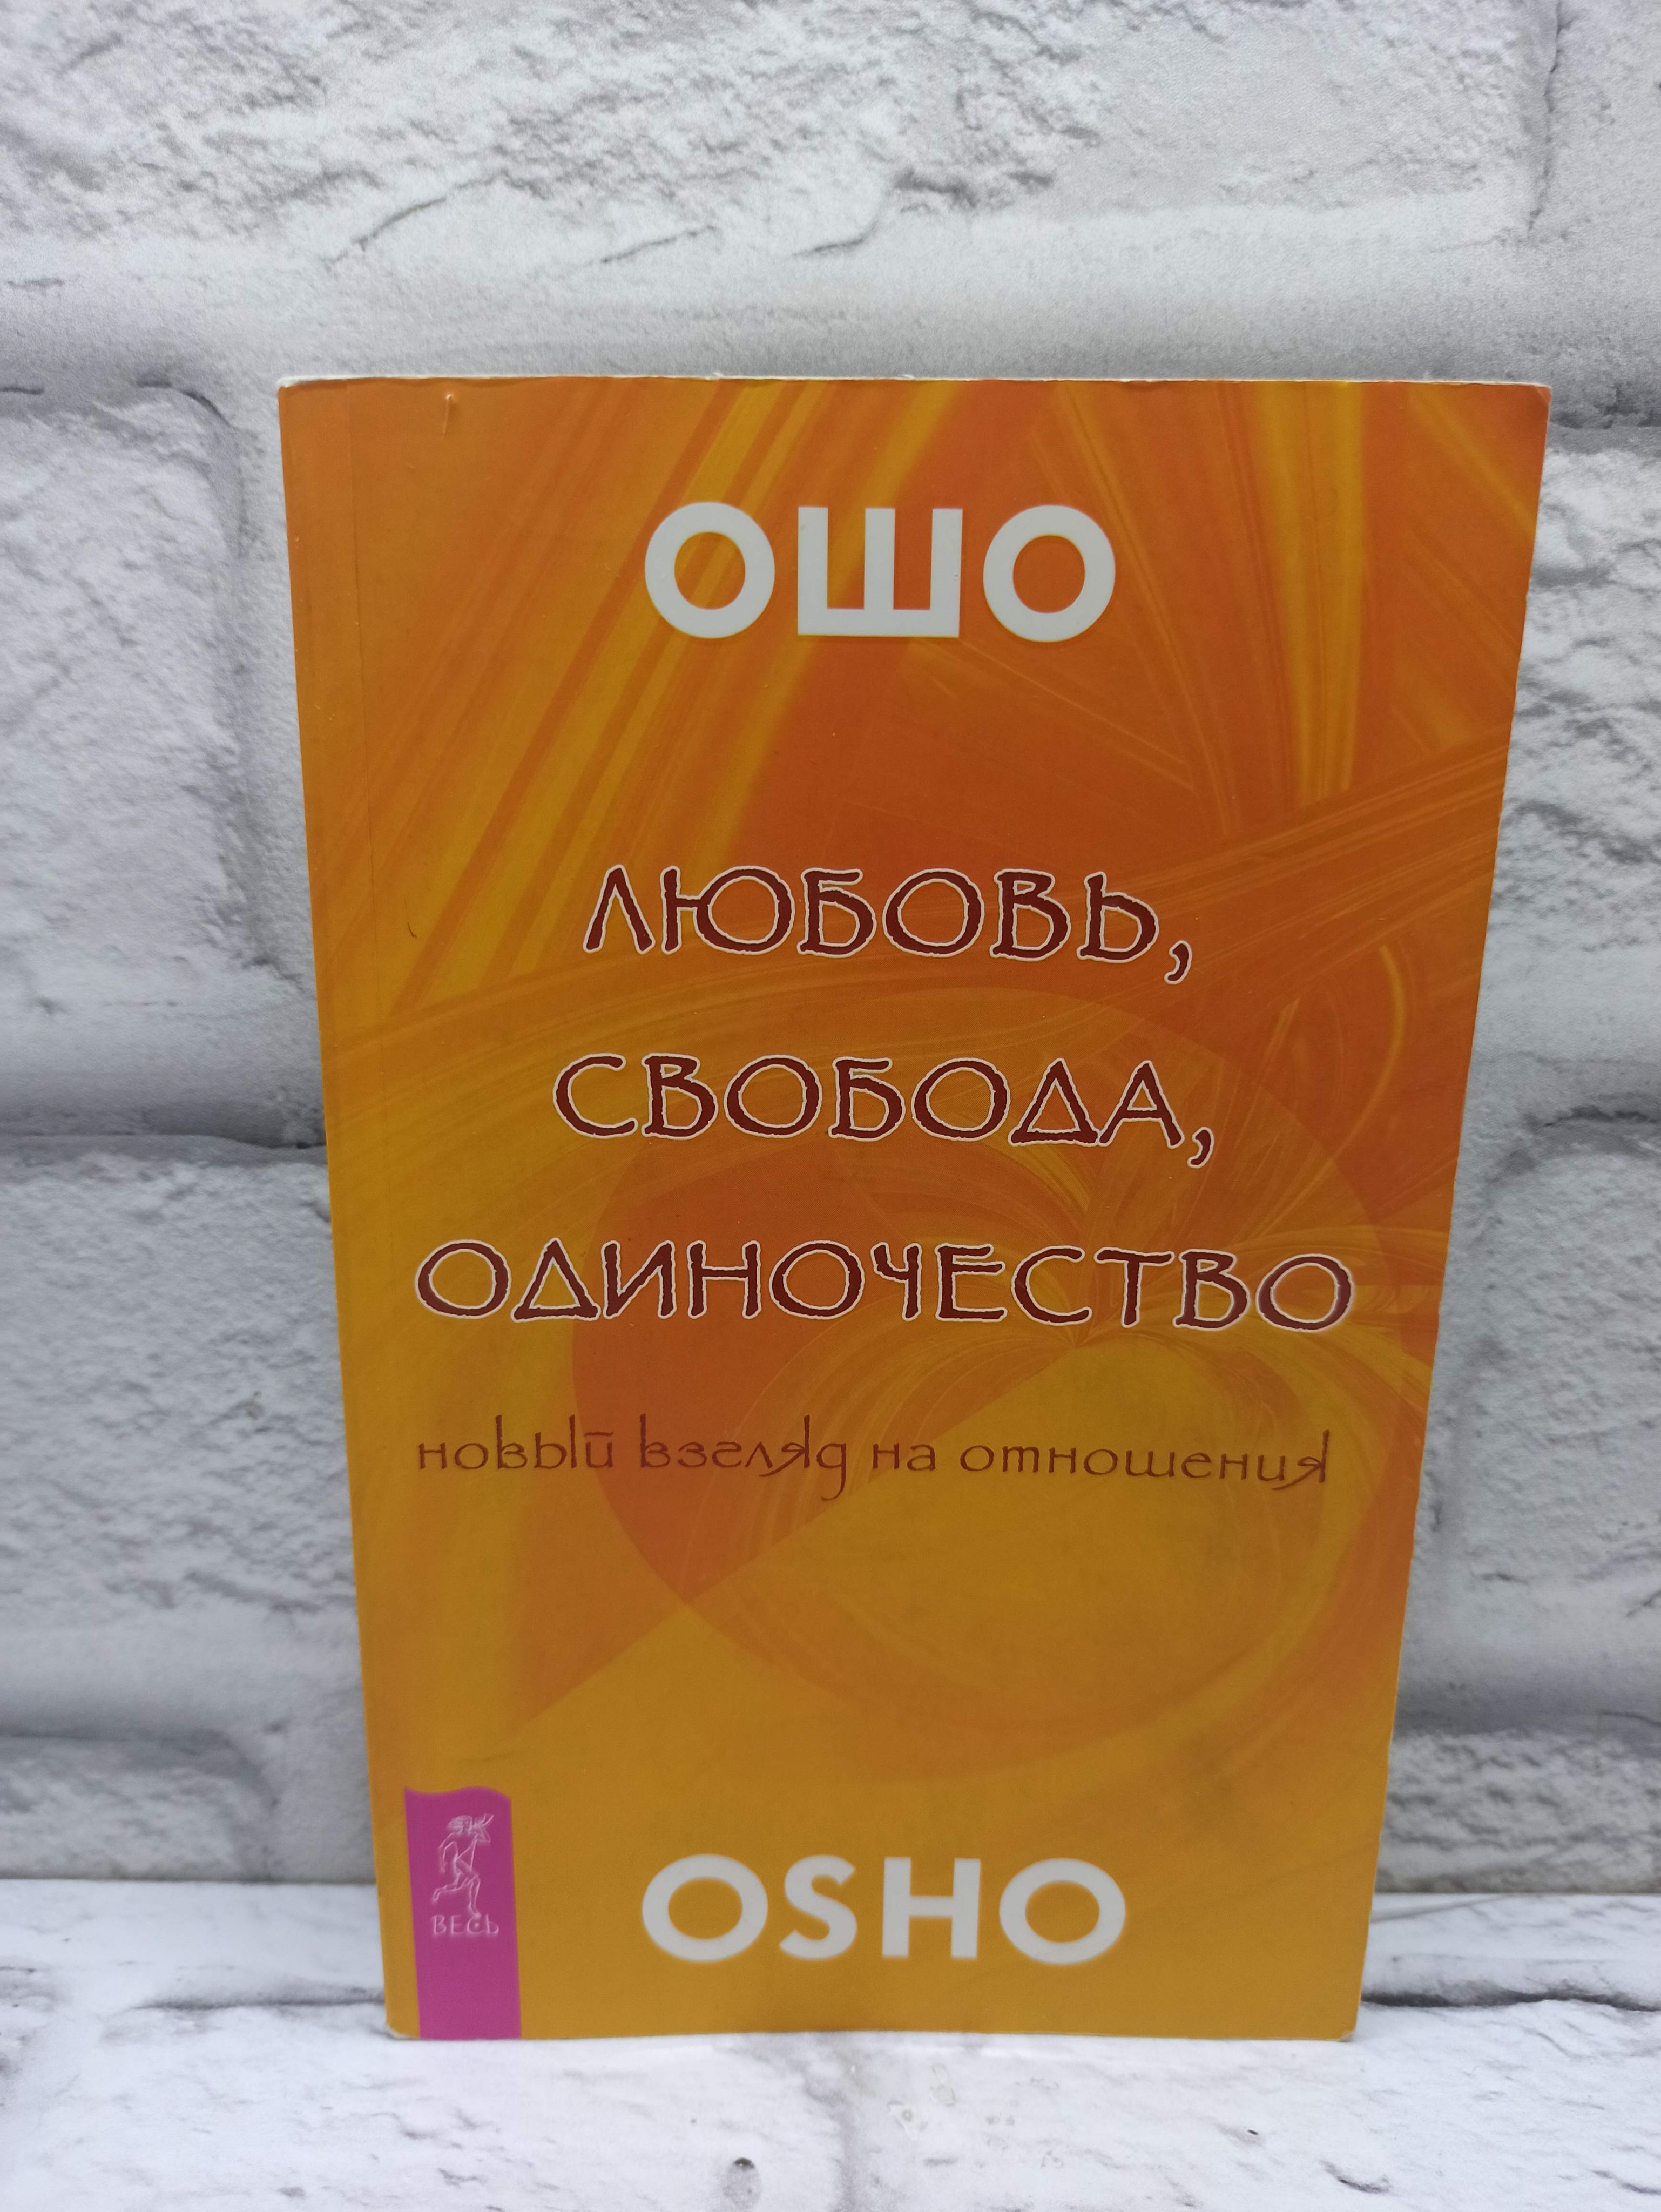 ОШО
ЛЮБОВЬ,
СВОБОДА,
ОДИНОЧЕСТВО
новый взгляд на отношения
ВЕСЬ
OSHO